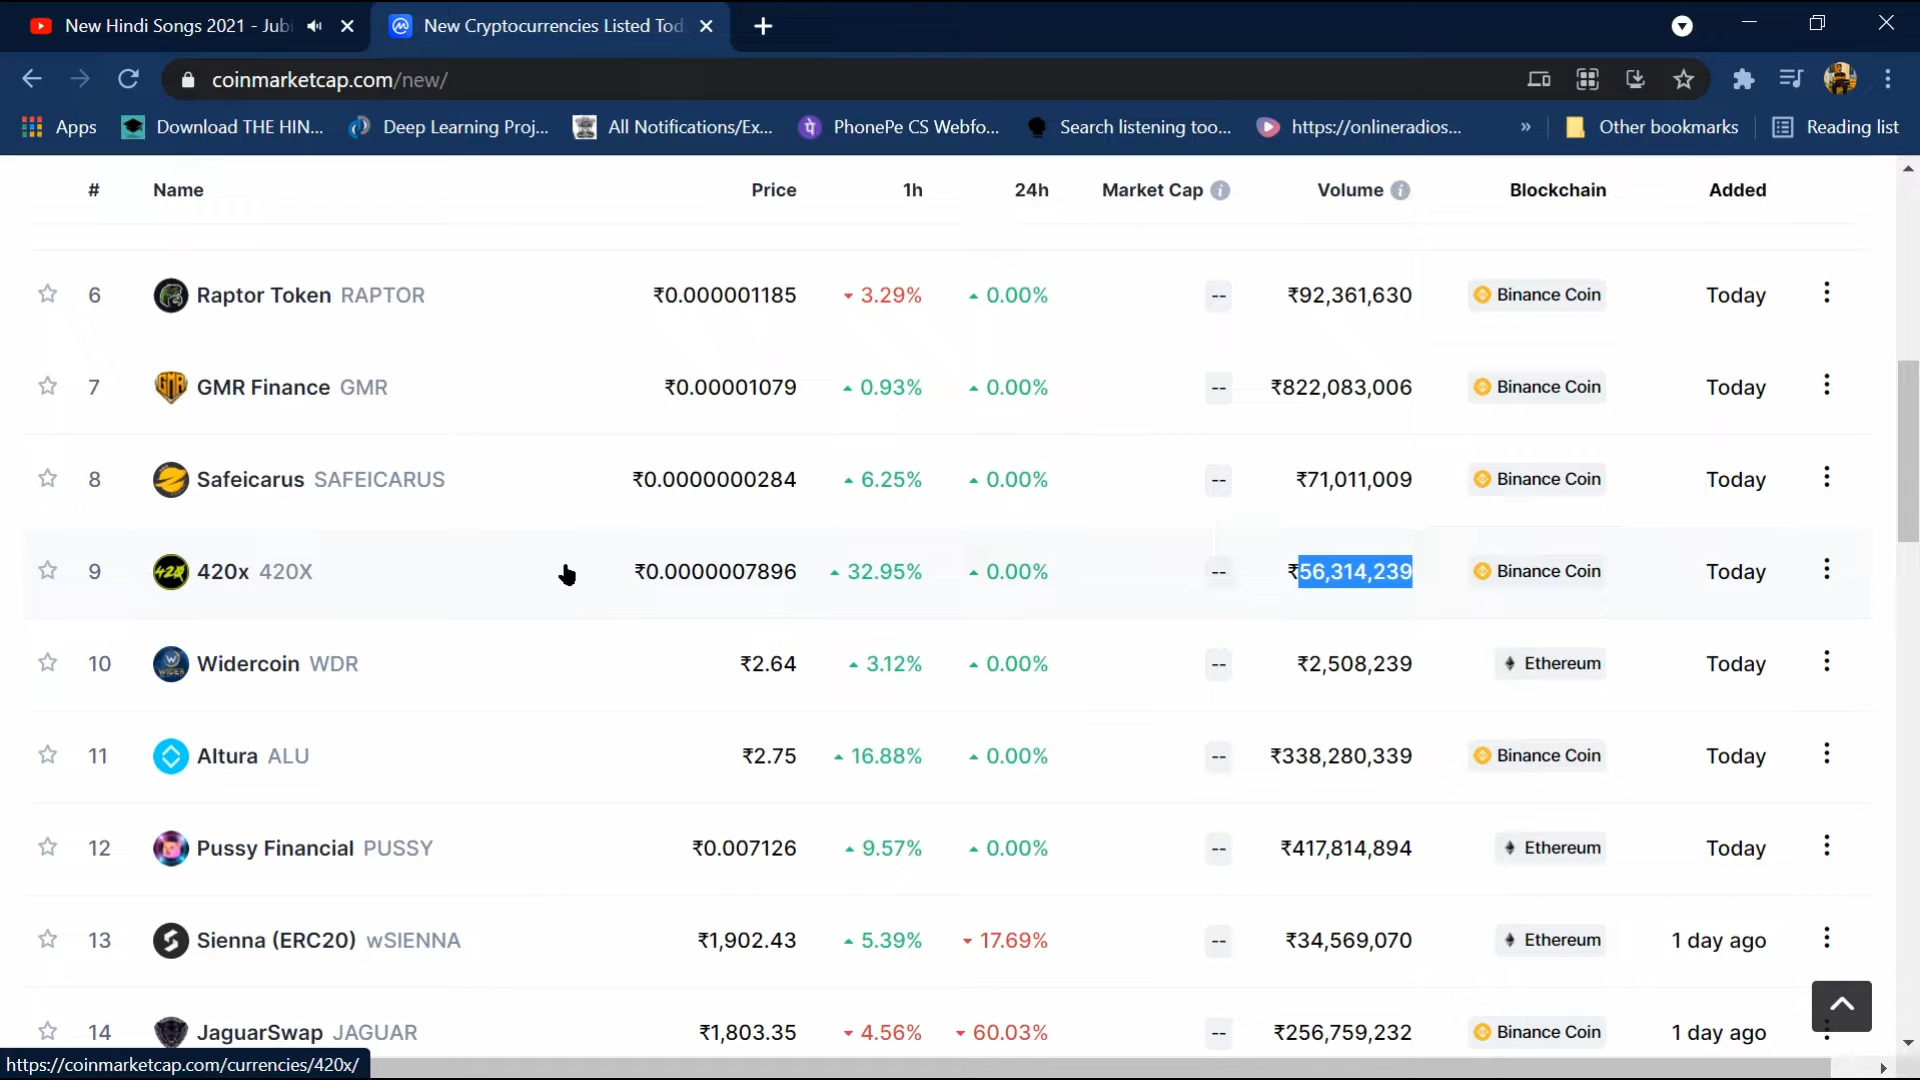 New Hindi Songs 2021 - Jubi
New Cryptocurrencies Listed Tod
coinmarketcap.com/new/
Apps
Download THE HIN...
Deep Learning Proj...
All Notifications/Ex...
PhonePe CS Webfo...
Search listening too...
https://onlineradios...
»
Other bookmarks
Reading list
# Name Price 1h 24h Market Cap Volume Blockchain Added
6 Raptor Token RAPTOR ₹0.000001185 3.29% 0.00% -- ₹92,361,630 Binance Coin Today
7 GMR Finance GMR ₹0.00001079 0.93% 0.00% -- ₹822,083,006 Binance Coin Today
8 Safeicarus SAFEICARUS ₹0.0000000284 6.25% 0.00% -- ₹71,011,009 Binance Coin Today
9 420x 420X ₹0.0000007896 32.95% 0.00% -- ₹56,314,239 Binance Coin Today
10 Widercoin WDR ₹2.64 3.12% 0.00% -- ₹2,508,239 Ethereum Today
11 Altura ALU ₹2.75 16.88% 0.00% -- ₹338,280,339 Binance Coin Today
12 Pussy Financial PUSSY ₹0.007126 9.57% 0.00% -- ₹417,814,894 Ethereum Today
13 Sienna (ERC20) wSIENNA ₹1,902.43 5.39% 17.69% -- ₹34,569,070 Ethereum 1 day ago
14 JaguarSwap JAGUAR ₹1,803.35 4.56% 60.03% -- ₹256,759,232 Binance Coin 1 day ago
https://coinmarketcap.com/currencies/420x/